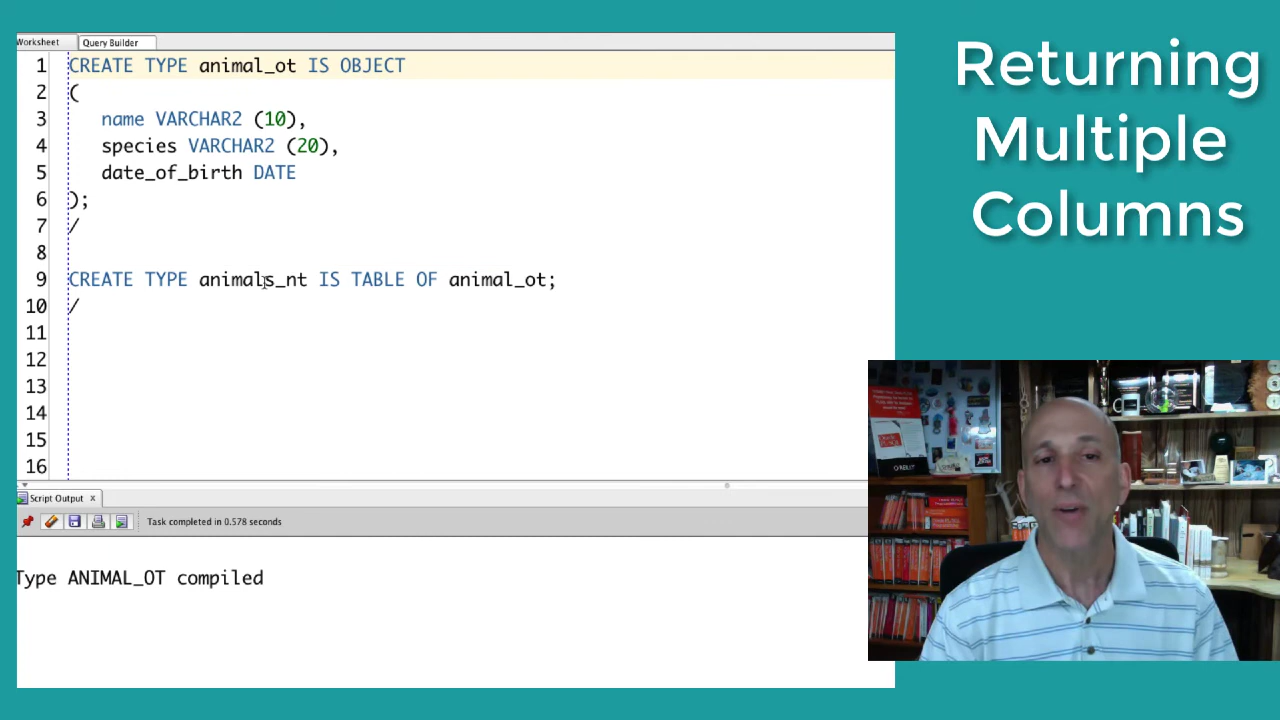 Worksheet
Query Builder
1 CREATE TYPE animal_ot IS OBJECT
2 (
3 name VARCHAR2 (10),
4 species VARCHAR2 (20),
5 date_of_birth DATE
6 );
7 /
8
9 CREATE TYPE animals_nt IS TABLE OF animal_ot;
10 /
11
12
13
14
15
16
Script Output x
Task completed in 0.578 seconds
Type ANIMAL_OT compiled
Returning
Multiple
Columns
O'REILLY